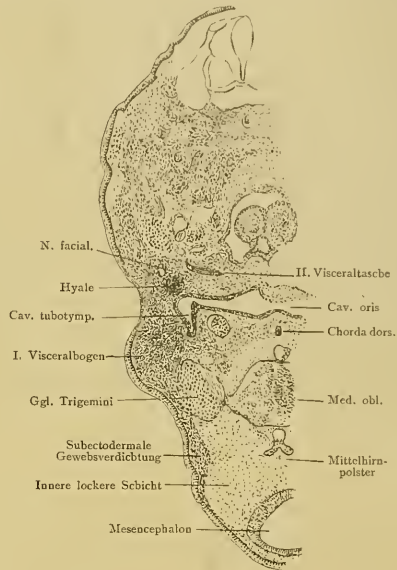 N. facial.
Hyale
Cav. tubotymp.
I. Visceralbogen
Ggl. Trigemini
Subectodermale
Gewebsverdichtung
Innere lockere Schicht
Mesencephalon
II. Visceraltasche
Cav. oris
Chorda dors.
Med. obl.
Mittelhirn-
polster